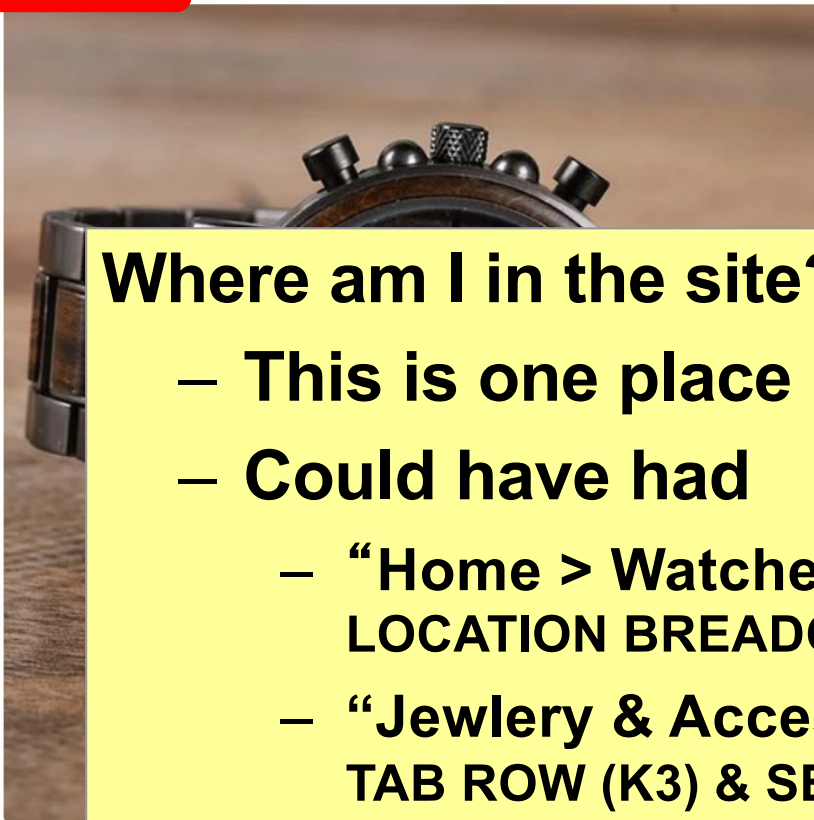 Where am I in the site?
– This is one place
– Could have had
– “Home > Watche
LOCATION BREADC
– “Jewlery & Acces
TAB ROW (K3) & SE